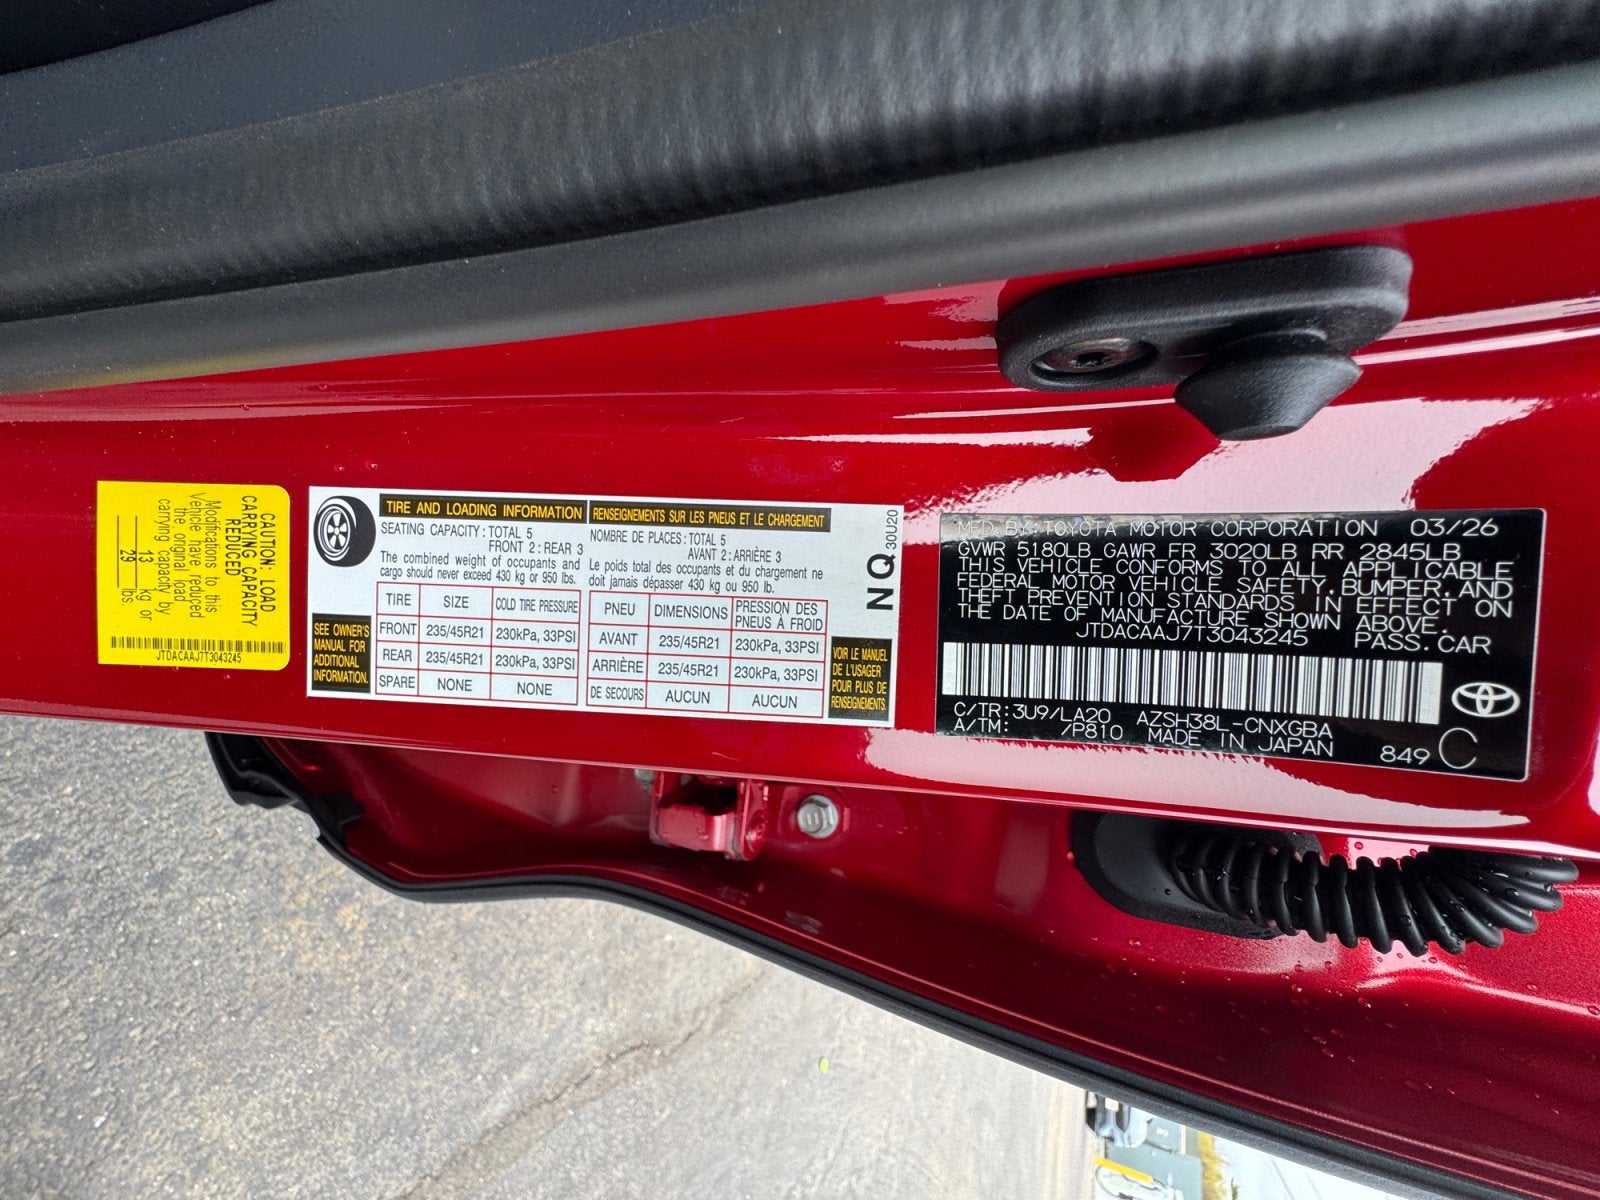 CAUTION: LOAD
CARRYING CAPACITY
REDUCED
Modifications to this
Vehicle have reduced
the original load
carrying capacity by
13 kg or
29 lbs.
JTDACAAJ7T3043245
TIRE AND LOADING INFORMATION
SEATING CAPACITY : TOTAL 5
FRONT 2 : REAR 3
The combined weight of occupants and
cargo should never exceed 430 kg or 950 lbs.
TIRE SIZE COLD TIRE PRESSURE
FRONT 235/45R21 230kPa, 33PSI
REAR 235/45R21 230kPa, 33PSI
SPARE NONE NONE
SEE OWNER'S
MANUAL FOR
ADDITIONAL
INFORMATION.
RENSEIGNEMENTS SUR LES PNEUS ET LE CHARGEMENT
NOMBRE DE PLACES : TOTAL 5
AVANT 2 : ARRIÈRE 3
Le poids total des occupants et du chargement ne
doit jamais dépasser 430 kg ou 950 lb.
PNEU DIMENSIONS PRESSION DES
PNEUS À FROID
AVANT 235/45R21 230kPa, 33PSI
ARRIÈRE 235/45R21 230kPa, 33PSI
DE SECOURS AUCUN AUCUN
VOIR LE MANUEL
DE L'USAGER
POUR PLUS DE
RENSEIGNEMENTS.
NQ 30U20
MFD BY: TOYOTA MOTOR CORPORATION 03/26
GVWR 5180LB GAWR FR 3020LB RR 2845LB
THIS VEHICLE CONFORMS TO ALL APPLICABLE
FEDERAL MOTOR VEHICLE SAFETY, BUMPER, AND
THEFT PREVENTION STANDARDS IN EFFECT ON
THE DATE OF MANUFACTURE SHOWN ABOVE.
JTDACAAJ7T3043245 PASS.CAR
C/TR: 3U9/LA20 AZSH38L-CNXGBA
A/TM: /P810 MADE IN JAPAN 849 C